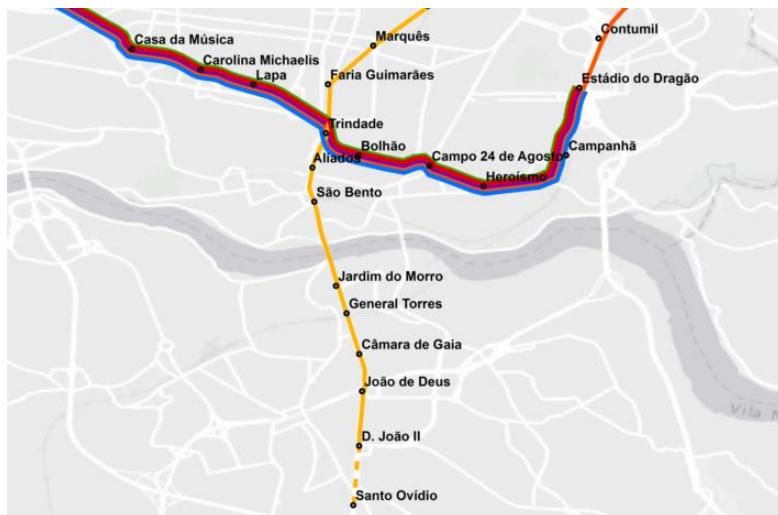 Marquês
Contumil
Casa da Música
Carolina Michaelis
Lapa
Faria Guimarães
Estádio do Dragão
Trindade
Bolhão
Campanhã
Aliados
Campo 24 de Agosto
Heroísmo
São Bento
Jardim do Morro
General Torres
Câmara de Gaia
João de Deus
Vila
D. João II
Santo Ovídio